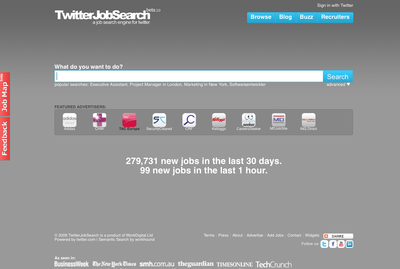 Sign in with Twitter
TwitterJobSearch beta 2.0
a job search engine for twitter
Browse Blog Buzz Recruiters
What do you want to do?
Search
popular searches: Executive Assistant, Project Manager in London, Marketing in New York, Softwareentwickler
advanced ▼
Job Map
Feedback
FEATURED ADVERTISERS:
279,731 new jobs in the last 30 days.
99 new jobs in the last 1 hour.
© 2009 TwitterJobSearch is a product of WorkDigital Ltd
Terms | Press | About | Advertise | Add Jobs | Contact | Widgets
SHARE
Powered by twitter.com | Semantic Search by workhound
Follow us:
As seen in:
BusinessWeek The New York Times smh.com.au theguardian TIMESONLINE TechCrunch